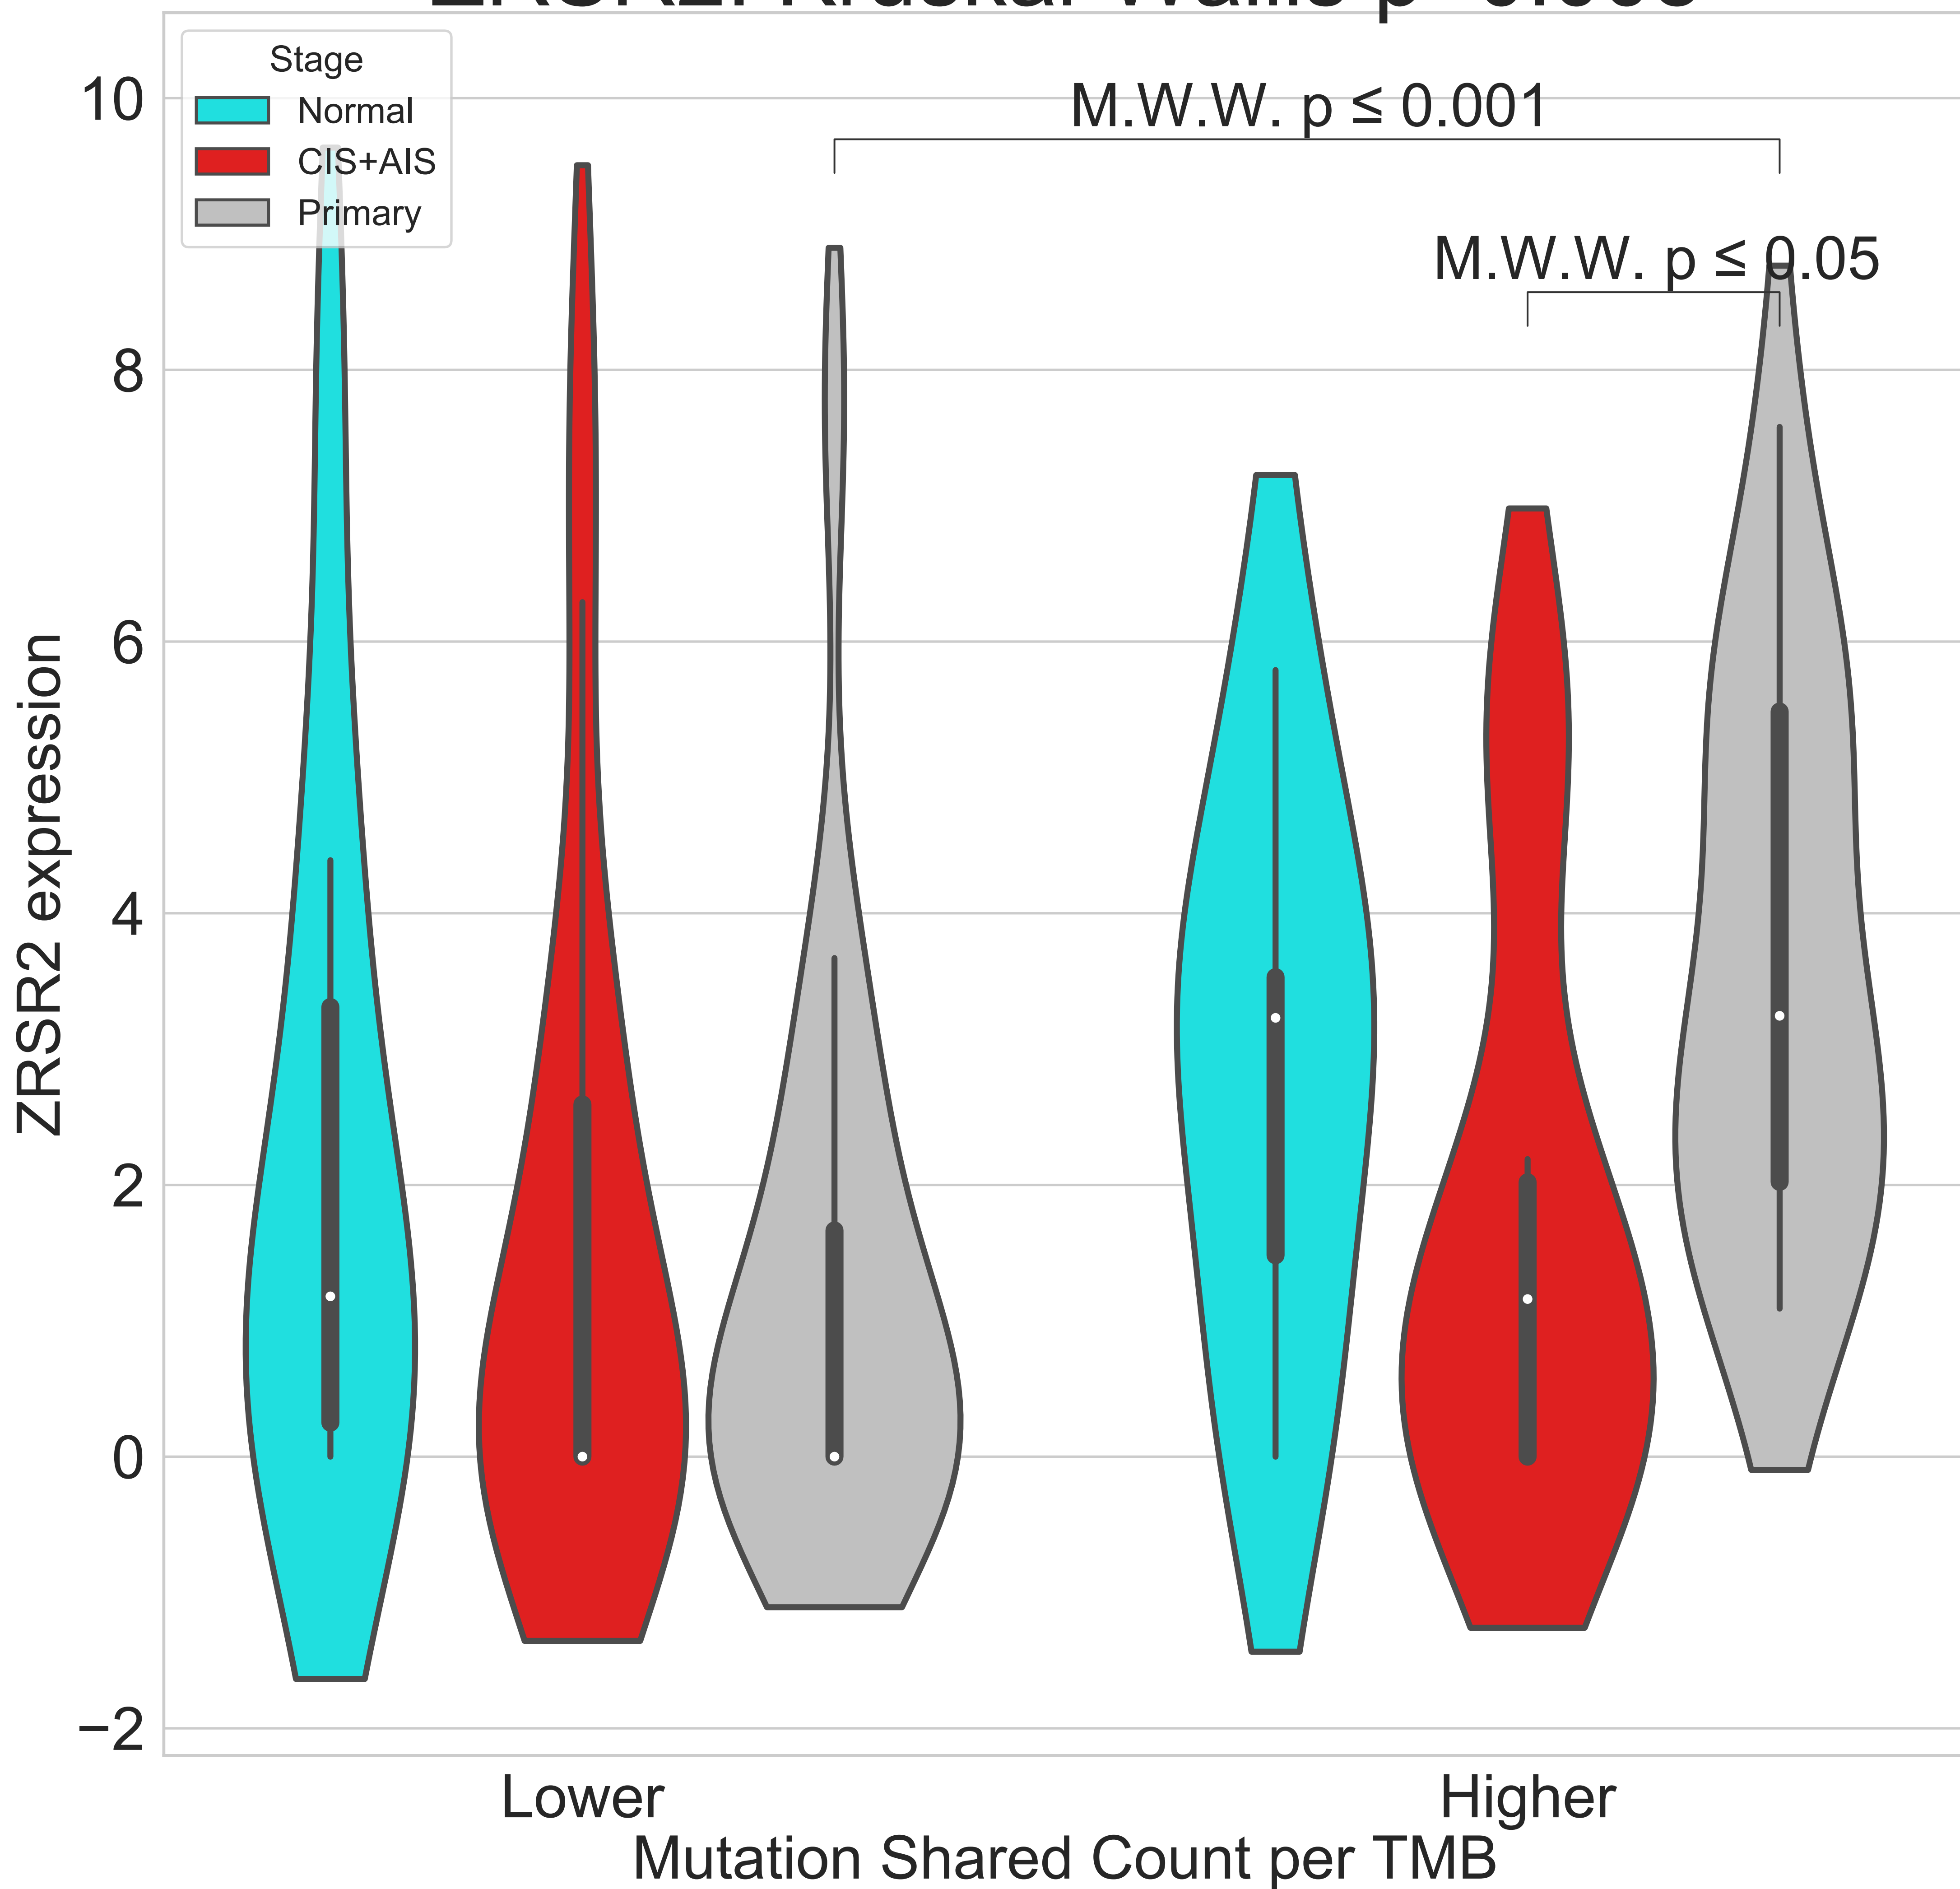 Stage
Normal
CIS+AIS
Primary
M.W.W. p ≤ 0.001
M.W.W. p ≤ 0.05
10
8
6
4
2
0
−2
ZRSR2 expression
Lower
Higher
Mutation Shared Count per TMB